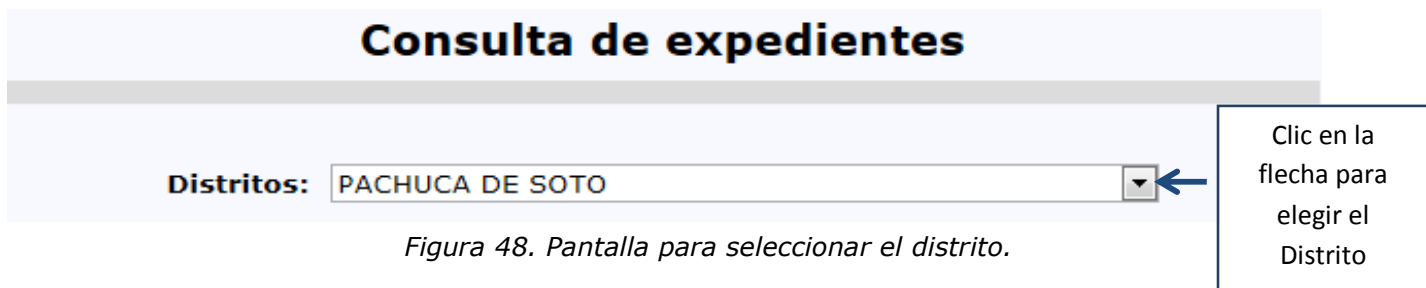 Consulta de expedientes
Distritos: PACHUCA DE SOTO
Clic en la
flecha para
elegir el
Distrito
Figura 48. Pantalla para seleccionar el distrito.